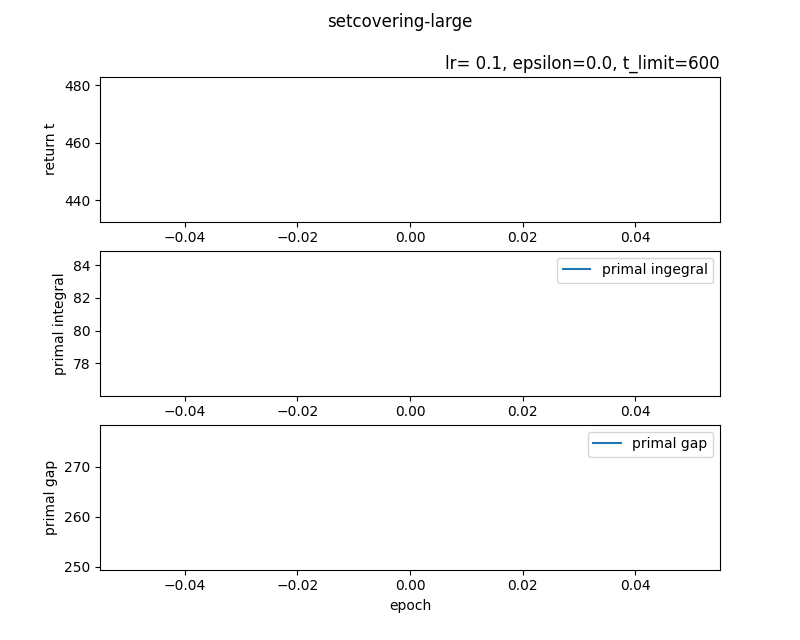 setcovering-large
lr= 0.1, epsilon=0.0, t_limit=600
return t
480
460
440
−0.04 −0.02 0.00 0.02 0.04
primal integral
84
82
80
78
primal ingegral
−0.04 −0.02 0.00 0.02 0.04
primal gap
270
260
250
primal gap
−0.04 −0.02 0.00 0.02 0.04
epoch